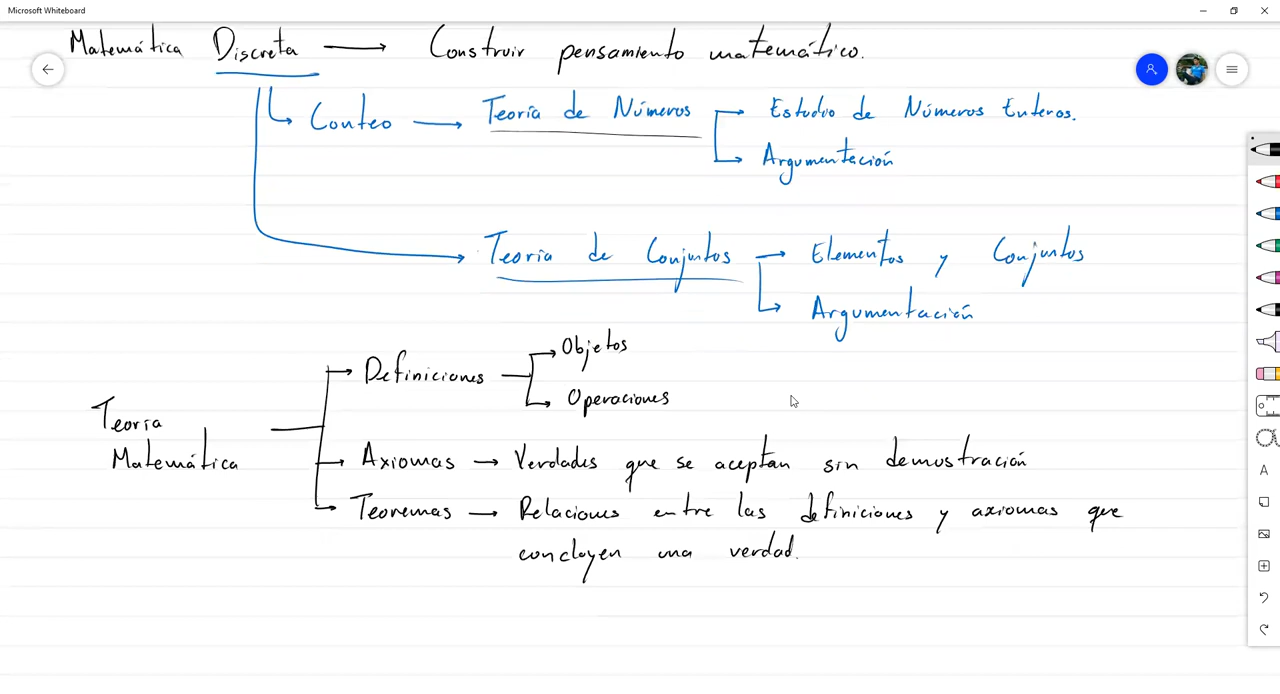 Microsoft Whiteboard
Matemática Discreta → Construir pensamiento matemático.
Conteo → Teoría de Números → Estudio de Números Enteros.
→ Argumentación
Teoría de Conjuntos → Elementos y Conjuntos
→ Argumentación
→ Objetos
→ Definiciones
→ Operaciones
Teoría
Matemática
→ Axiomas → Verdades que se aceptan sin demostración
→ Teoremas → Relaciones entre las definiciones y axiomas que
concluyen una verdad.
A